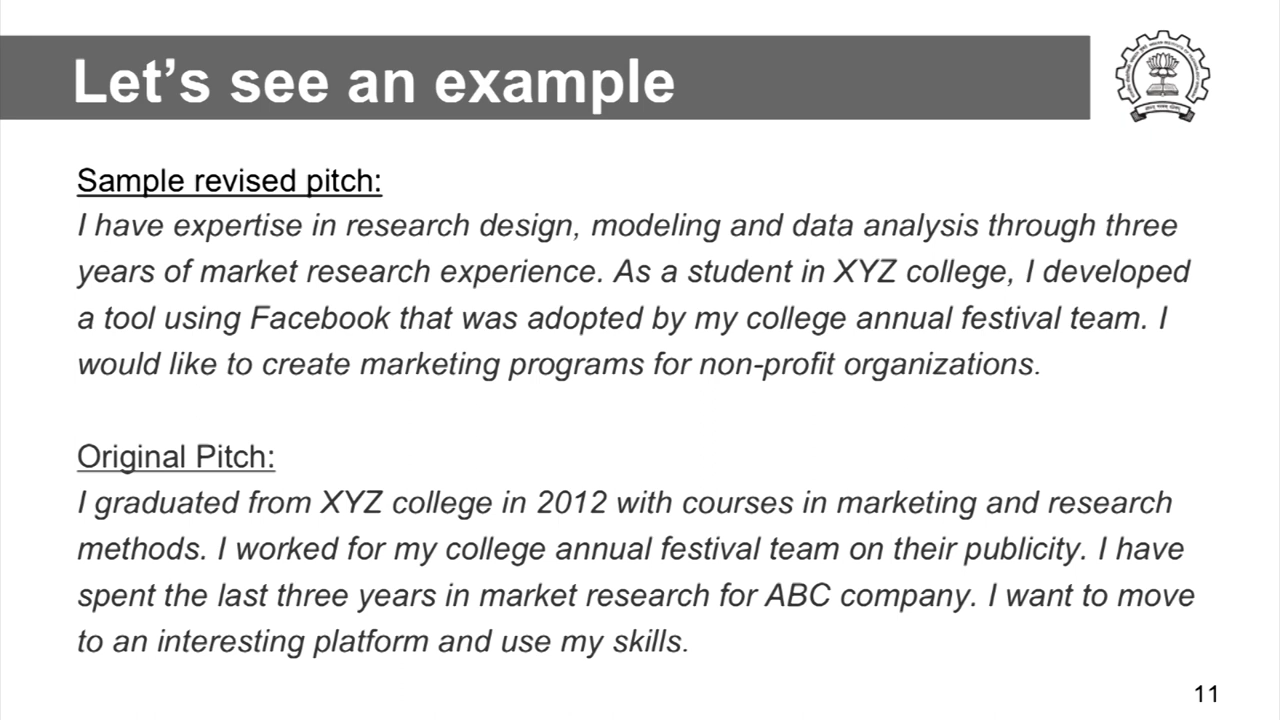 Let's see an example
Sample revised pitch:
I have expertise in research design, modeling and data analysis through three
years of market research experience. As a student in XYZ college, I developed
a tool using Facebook that was adopted by my college annual festival team. I
would like to create marketing programs for non-profit organizations.
Original Pitch:
I graduated from XYZ college in 2012 with courses in marketing and research
methods. I worked for my college annual festival team on their publicity. I have
spent the last three years in market research for ABC company. I want to move
to an interesting platform and use my skills.
11